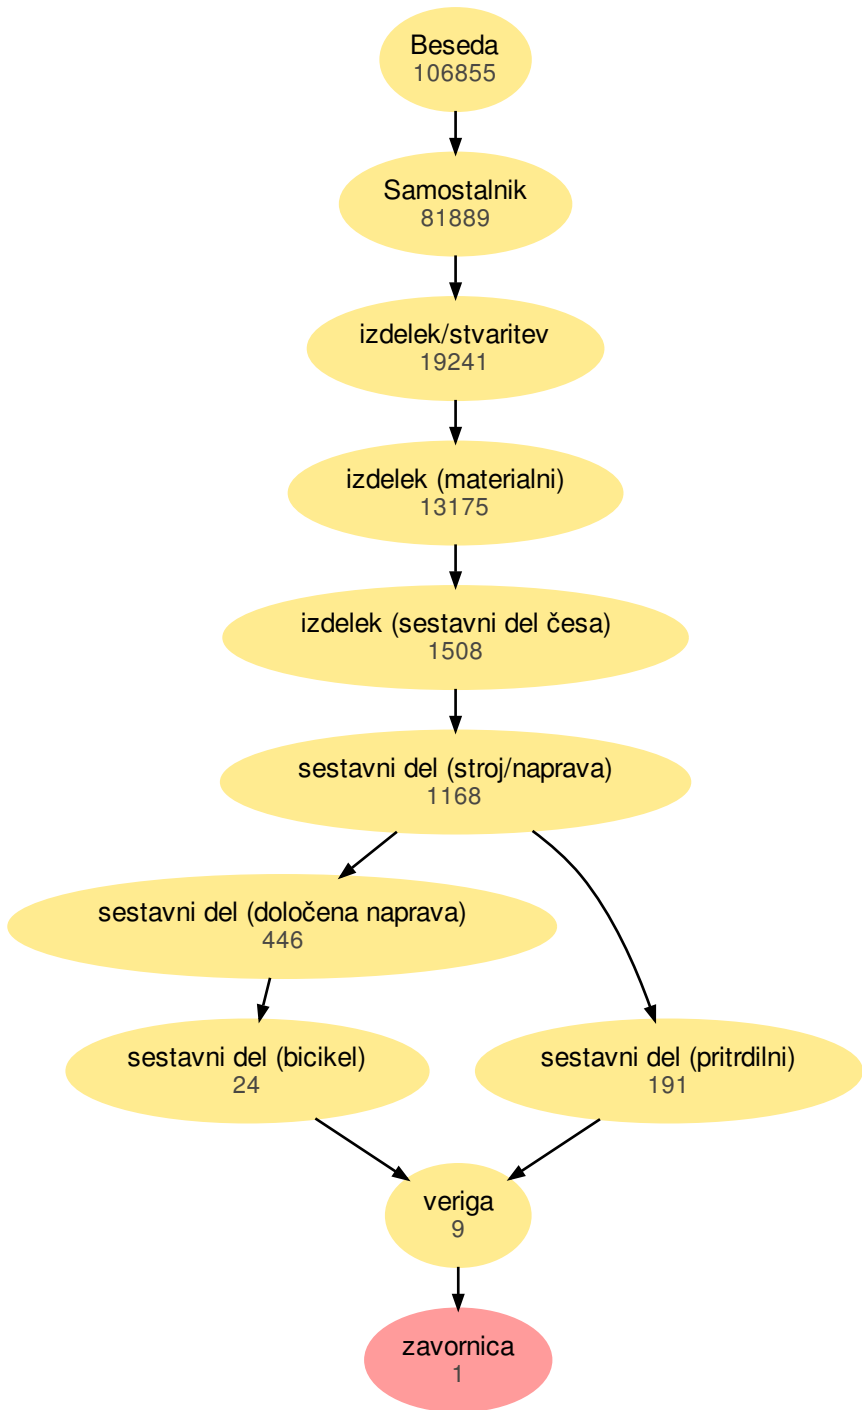 Beseda
106855
Samostalnik
81889
izdelek/stvaritev
19241
izdelek (materialni)
13175
izdelek (sestavni del česa)
1508
sestavni del (stroj/naprava)
1168
sestavni del (določena naprava)
446
sestavni del (bicikel)
24
sestavni del (pritrdilni)
191
veriga
9
zavornica
1